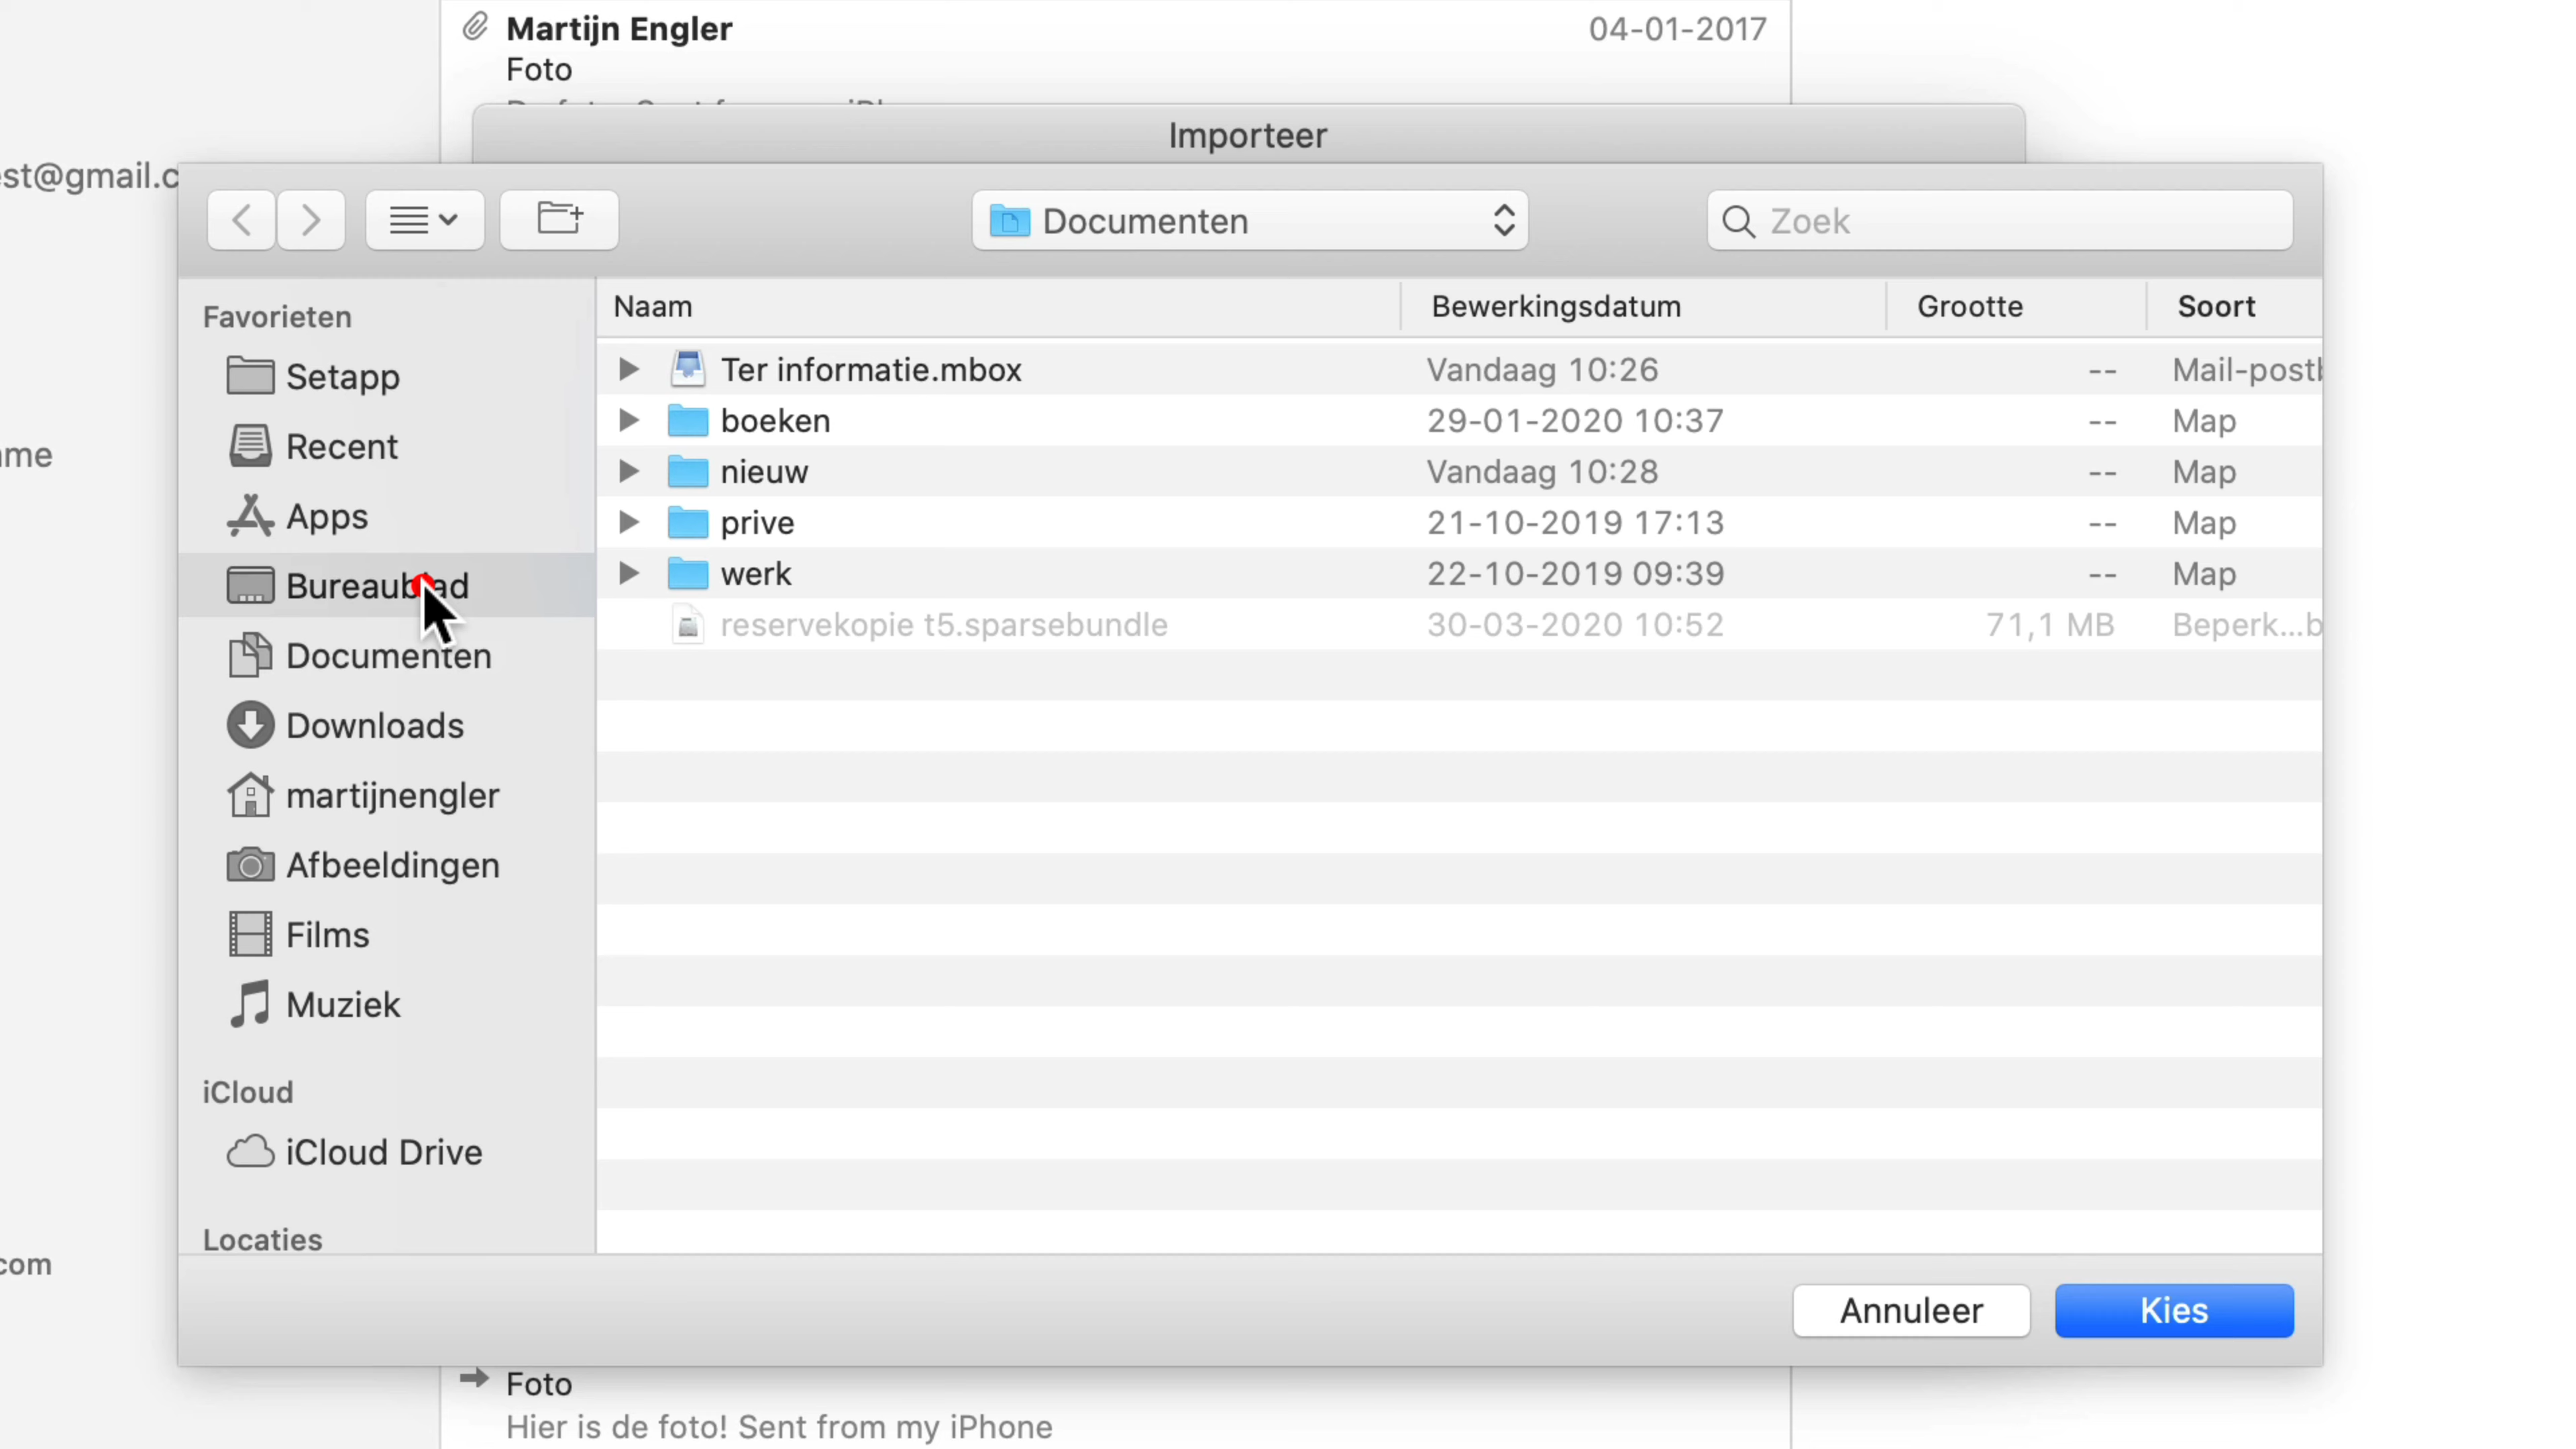 Martijn Engler 04-01-2017
Foto
Importeer
st@gmail.c
Documenten
Zoek
Favorieten
Setapp
Recent
Apps
Bureaublad
Documenten
Downloads
martijnengler
Afbeeldingen
Films
Muziek
iCloud
iCloud Drive
Locaties
Naam Bewerkingsdatum Grootte Soort
Ter informatie.mbox Vandaag 10:26 -- Mail-postb
boeken 29-01-2020 10:37 -- Map
nieuw Vandaag 10:28 -- Map
prive 21-10-2019 17:13 -- Map
werk 22-10-2019 09:39 -- Map
reservekopie t5.sparsebundle 30-03-2020 10:52 71,1 MB Beperk...b
ame
com
Annuleer Kies
Foto
Hier is de foto! Sent from my iPhone